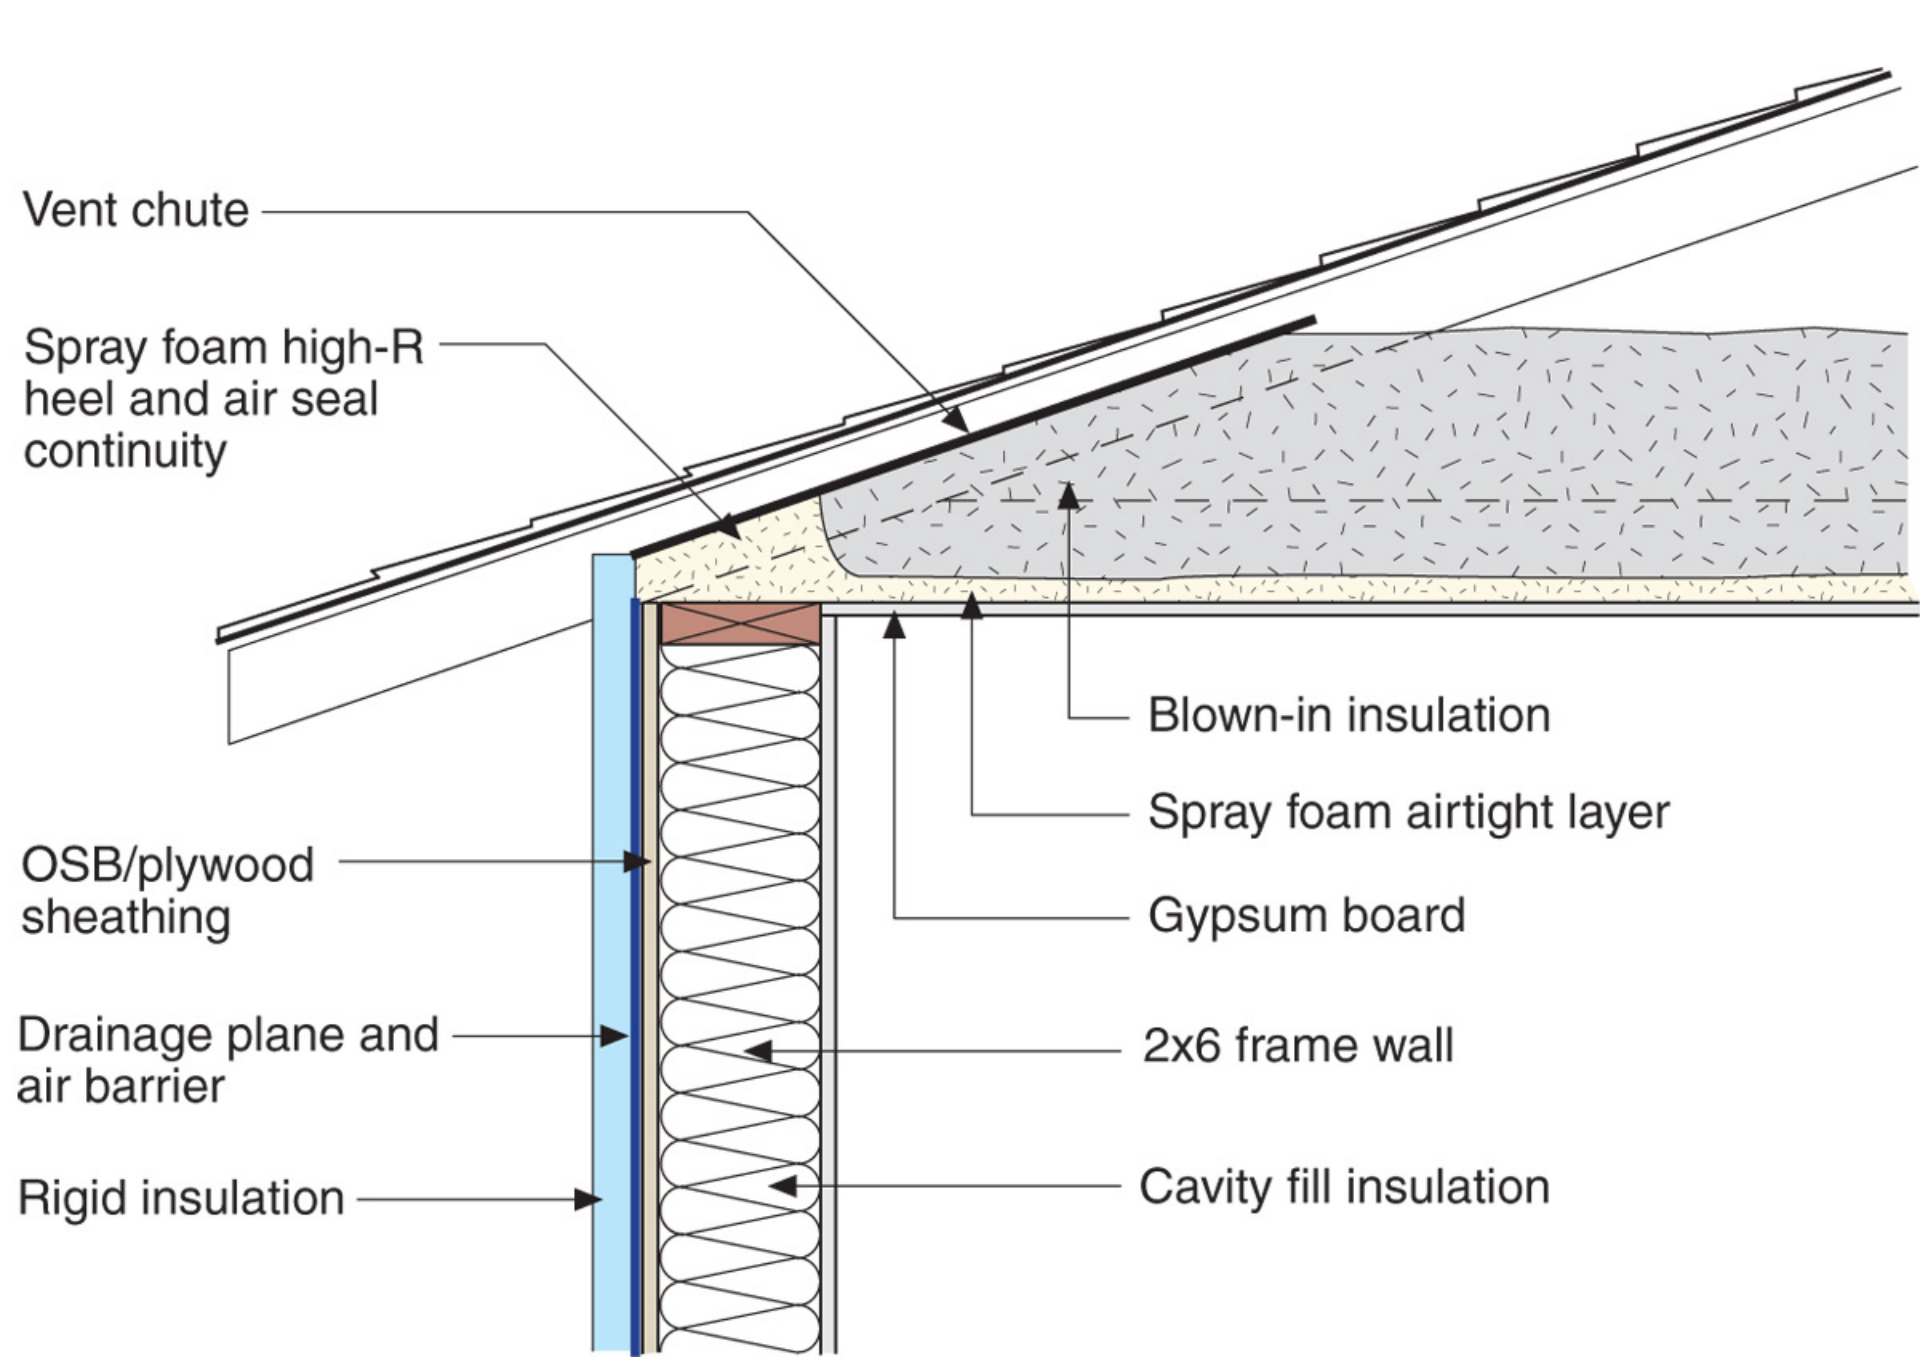 Vent chute
Spray foam high-R
heel and air seal
continuity
Blown-in insulation
Spray foam airtight layer
OSB/plywood
sheathing
Gypsum board
Drainage plane and
air barrier
2x6 frame wall
Rigid insulation
Cavity fill insulation